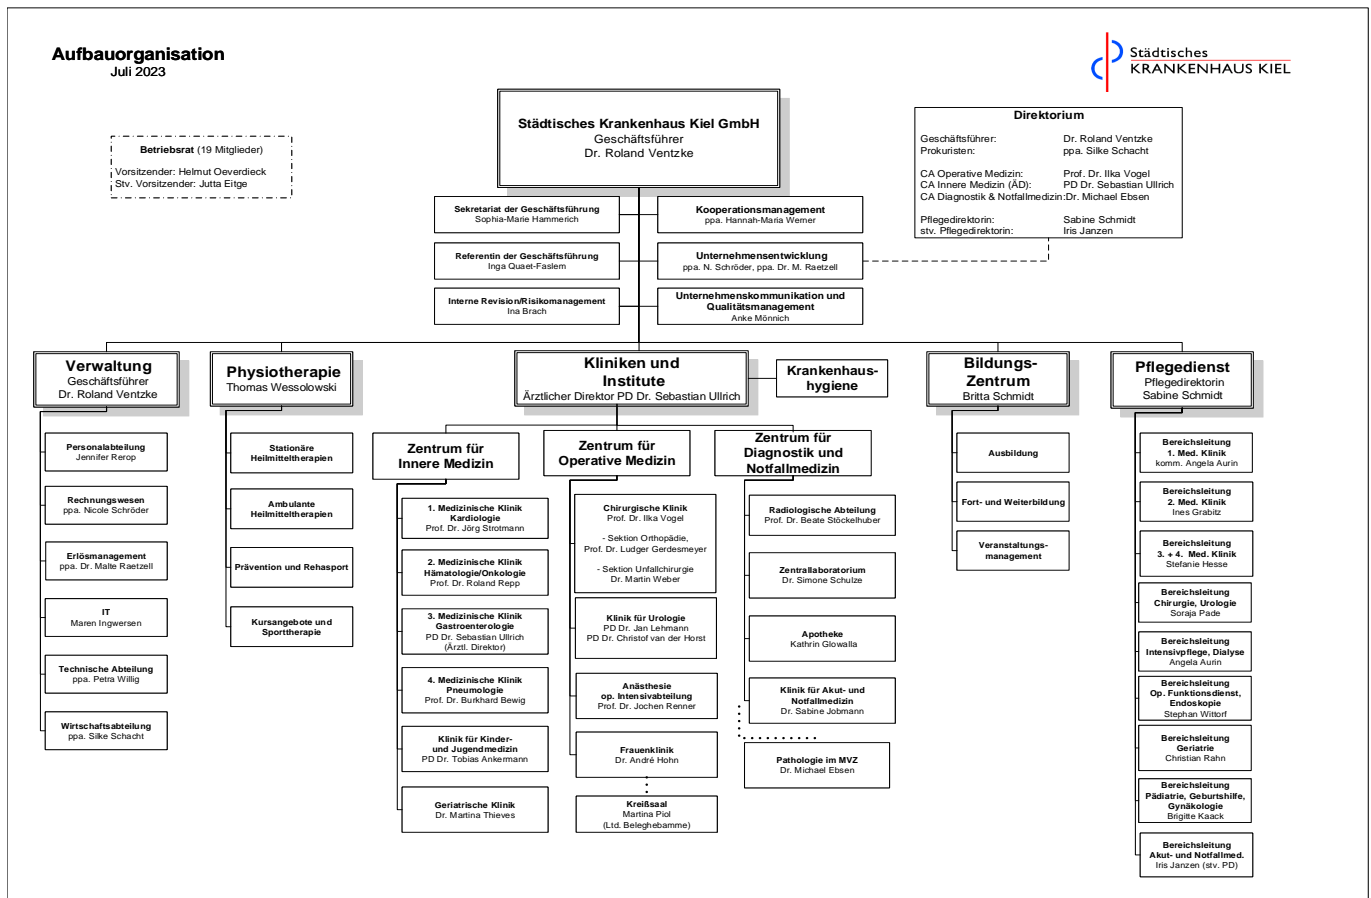 Aufbauorganisation
Juli 2023
Städtisches
KRANKENHAUS KIEL
Betriebsrat (19 Mitglieder)
Vorsitzender: Helmut Oeverdieck
Stv. Vorsitzender: Jutta Eitge
Städtisches Krankenhaus Kiel GmbH
Geschäftsführer
Dr. Roland Ventzke
Direktorium
Geschäftsführer: Dr. Roland Ventzke
Prokuristen: ppa. Silke Schacht
CA Operative Medizin: Prof. Dr. Ilka Vogel
CA Innere Medizin (ÄD): PD Dr. Sebastian Ullrich
CA Diagnostik & Notfallmedizin: Dr. Michael Ebsen
Pflegedirektorin: Sabine Schmidt
stv. Pflegedirektorin: Iris Janzen
Sekretariat der Geschäftsführung
Sophia-Marie Hammerich
Kooperationsmanagement
ppa. Hannah-Maria Werner
Referentin der Geschäftsführung
Inga Quaet-Faslem
Unternehmensentwicklung
ppa. N. Schröder, ppa. Dr. M. Raetzell
Interne Revision/Risikomanagement
Ina Brach
Unternehmenskommunikation und
Qualitätsmanagement
Anke Mönnich
Verwaltung
Geschäftsführer
Dr. Roland Ventzke
Personalabteilung
Jennifer Rerop
Rechnungswesen
ppa. Nicole Schröder
Erlösmanagement
ppa. Dr. Malte Raetzell
IT
Maren Ingwersen
Technische Abteilung
ppa. Petra Willig
Wirtschaftsabteilung
ppa. Silke Schacht
Physiotherapie
Thomas Wessolowski
Stationäre
Heilmitteltherapien
Ambulante
Heilmitteltherapien
Prävention und Rehasport
Kursangebote und
Sporttherapie
Kliniken und
Institute
Ärztlicher Direktor PD Dr. Sebastian Ullrich
Krankenhaus-
hygiene
Zentrum für
Innere Medizin
1. Medizinische Klinik
Kardiologie
Prof. Dr. Jörg Strotmann
2. Medizinische Klinik
Hämatologie/Onkologie
Prof. Dr. Roland Repp
3. Medizinische Klinik
Gastroenterologie
PD Dr. Sebastian Ullrich
(Ärztl. Direktor)
4. Medizinische Klinik
Pneumologie
Prof. Dr. Burkhard Bewig
Klinik für Kinder-
und Jugendmedizin
PD Dr. Tobias Ankermann
Geriatrische Klinik
Dr. Martina Thieves
Zentrum für
Operative Medizin
Chirurgische Klinik
Prof. Dr. Ilka Vogel
- Sektion Orthopädie,
Prof. Dr. Ludger Gerdesmeyer
- Sektion Unfallchirurgie
Dr. Martin Weber
Klinik für Urologie
PD Dr. Jan Lehmann
PD Dr. Christof van der Horst
Anästhesie
op. Intensivabteilung
Prof. Dr. Jochen Renner
Frauenklinik
Dr. André Hohn
Kreißsaal
Martina Piol
(Ltd. Beleghebamme)
Zentrum für
Diagnostik und
Notfallmedizin
Radiologische Abteilung
Prof. Dr. Beate Stöckelhuber
Zentrallaboratorium
Dr. Simone Schulze
Apotheke
Kathrin Glowalla
Klinik für Akut- und
Notfallmedizin
Dr. Sabine Jobmann
Pathologie im MVZ
Dr. Michael Ebsen
Bildungs-
Zentrum
Britta Schmidt
Ausbildung
Fort- und Weiterbildung
Veranstaltungs-
management
Pflegedienst
Pflegedirektorin
Sabine Schmidt
Bereichsleitung
1. Med. Klinik
komm. Angela Aurin
Bereichsleitung
2. Med. Klinik
Ines Grabitz
Bereichsleitung
3. + 4. Med. Klinik
Stefanie Hesse
Bereichsleitung
Chirurgie, Urologie
Soraja Pade
Bereichsleitung
Intensivpflege, Dialyse
Angela Aurin
Bereichsleitung
Op. Funktionsdienst,
Endoskopie
Stephan Wittorf
Bereichsleitung
Geriatrie
Christian Rahn
Bereichsleitung
Pädiatrie, Geburtshilfe,
Gynäkologie
Brigitte Kaack
Bereichsleitung
Akut- und Notfallmed.
Iris Janzen (stv. PD)